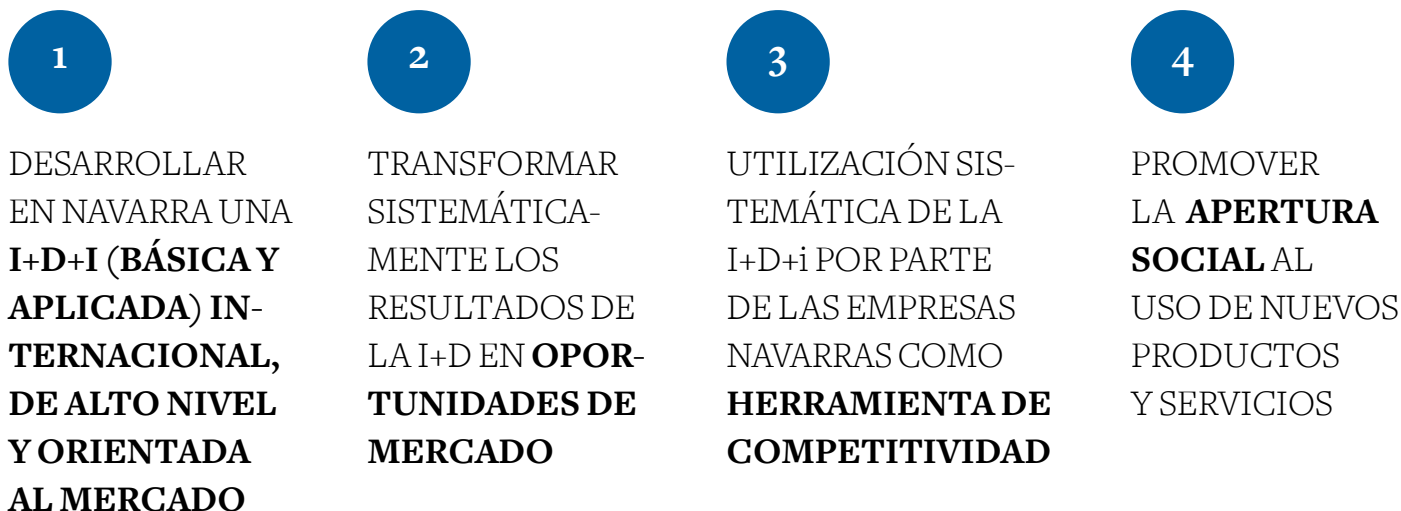 1
DESARROLLAR
EN NAVARRA UNA
I+D+I (BÁSICA Y
APLICADA) IN-
TERNACIONAL,
DE ALTO NIVEL
Y ORIENTADA
AL MERCADO
2
TRANSFORMAR
SISTEMÁTICA-
MENTE LOS
RESULTADOS DE
LA I+D EN OPOR-
TUNIDADES DE
MERCADO
3
UTILIZACIÓN SIS-
TEMÁTICA DE LA
I+D+i POR PARTE
DE LAS EMPRESAS
NAVARRAS COMO
HERRAMIENTA DE
COMPETITIVIDAD
4
PROMOVER
LA APERTURA
SOCIAL AL
USO DE NUEVOS
PRODUCTOS
Y SERVICIOS